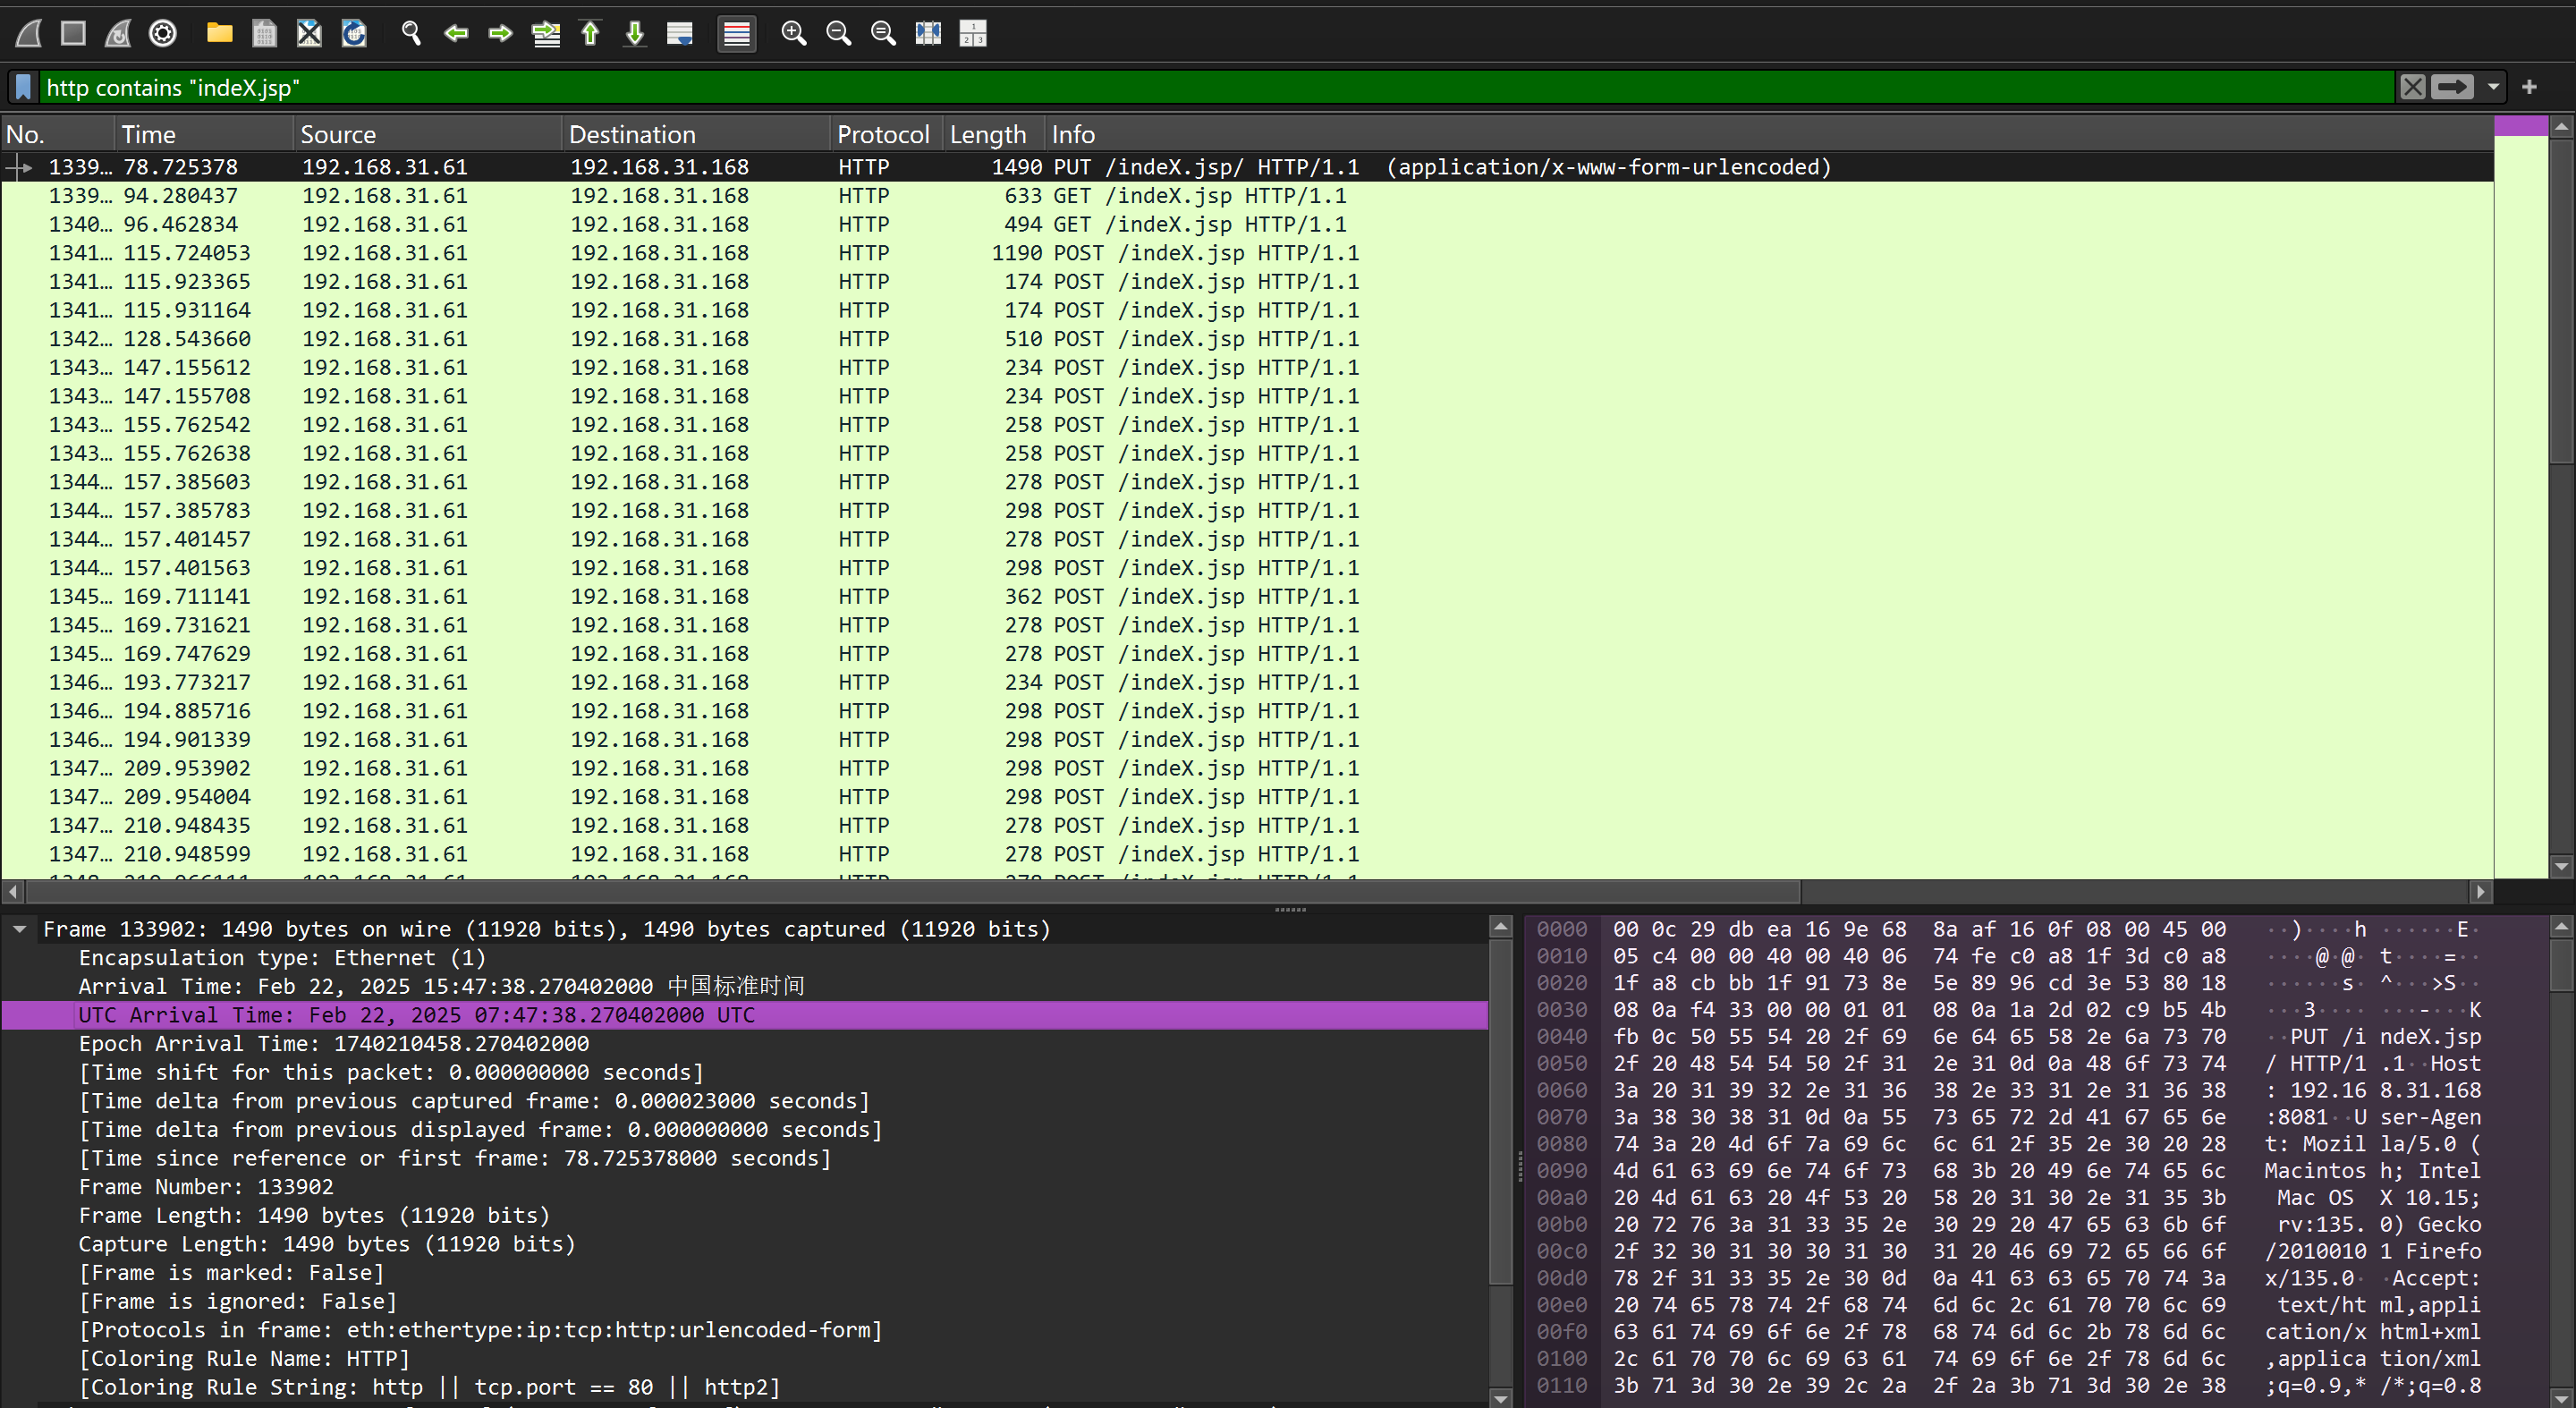 http contains "indeX.jsp"
No. Time Source Destination Protocol Length Info
1339… 78.725378 192.168.31.61 192.168.31.168 HTTP 1490 PUT /indeX.jsp/ HTTP/1.1 (application/x-www-form-urlencoded)
1339… 94.280437 192.168.31.61 192.168.31.168 HTTP 633 GET /indeX.jsp HTTP/1.1
1340… 96.462834 192.168.31.61 192.168.31.168 HTTP 494 GET /indeX.jsp HTTP/1.1
1341… 115.724053 192.168.31.61 192.168.31.168 HTTP 1190 POST /indeX.jsp HTTP/1.1
1341… 115.923365 192.168.31.61 192.168.31.168 HTTP 174 POST /indeX.jsp HTTP/1.1
1341… 115.931164 192.168.31.61 192.168.31.168 HTTP 174 POST /indeX.jsp HTTP/1.1
1342… 128.543660 192.168.31.61 192.168.31.168 HTTP 510 POST /indeX.jsp HTTP/1.1
1343… 147.155612 192.168.31.61 192.168.31.168 HTTP 234 POST /indeX.jsp HTTP/1.1
1343… 147.155708 192.168.31.61 192.168.31.168 HTTP 234 POST /indeX.jsp HTTP/1.1
1343… 155.762542 192.168.31.61 192.168.31.168 HTTP 258 POST /indeX.jsp HTTP/1.1
1343… 155.762638 192.168.31.61 192.168.31.168 HTTP 258 POST /indeX.jsp HTTP/1.1
1344… 157.385603 192.168.31.61 192.168.31.168 HTTP 278 POST /indeX.jsp HTTP/1.1
1344… 157.385783 192.168.31.61 192.168.31.168 HTTP 298 POST /indeX.jsp HTTP/1.1
1344… 157.401457 192.168.31.61 192.168.31.168 HTTP 278 POST /indeX.jsp HTTP/1.1
1344… 157.401563 192.168.31.61 192.168.31.168 HTTP 298 POST /indeX.jsp HTTP/1.1
1345… 169.711141 192.168.31.61 192.168.31.168 HTTP 362 POST /indeX.jsp HTTP/1.1
1345… 169.731621 192.168.31.61 192.168.31.168 HTTP 278 POST /indeX.jsp HTTP/1.1
1345… 169.747629 192.168.31.61 192.168.31.168 HTTP 278 POST /indeX.jsp HTTP/1.1
1346… 193.773217 192.168.31.61 192.168.31.168 HTTP 234 POST /indeX.jsp HTTP/1.1
1346… 194.885716 192.168.31.61 192.168.31.168 HTTP 298 POST /indeX.jsp HTTP/1.1
1346… 194.901339 192.168.31.61 192.168.31.168 HTTP 298 POST /indeX.jsp HTTP/1.1
1347… 209.953902 192.168.31.61 192.168.31.168 HTTP 298 POST /indeX.jsp HTTP/1.1
1347… 209.954004 192.168.31.61 192.168.31.168 HTTP 298 POST /indeX.jsp HTTP/1.1
1347… 210.948435 192.168.31.61 192.168.31.168 HTTP 278 POST /indeX.jsp HTTP/1.1
1347… 210.948599 192.168.31.61 192.168.31.168 HTTP 278 POST /indeX.jsp HTTP/1.1
Frame 133902: 1490 bytes on wire (11920 bits), 1490 bytes captured (11920 bits)
Encapsulation type: Ethernet (1)
Arrival Time: Feb 22, 2025 15:47:38.270402000 中国标准时间
UTC Arrival Time: Feb 22, 2025 07:47:38.270402000 UTC
Epoch Arrival Time: 1740210458.270402000
[Time shift for this packet: 0.000000000 seconds]
[Time delta from previous captured frame: 0.000023000 seconds]
[Time delta from previous displayed frame: 0.000000000 seconds]
[Time since reference or first frame: 78.725378000 seconds]
Frame Number: 133902
Frame Length: 1490 bytes (11920 bits)
Capture Length: 1490 bytes (11920 bits)
[Frame is marked: False]
[Frame is ignored: False]
[Protocols in frame: eth:ethertype:ip:tcp:http:urlencoded-form]
[Coloring Rule Name: HTTP]
[Coloring Rule String: http || tcp.port == 80 || http2]
0000 00 0c 29 db ea 16 9e 68 8a af 16 0f 08 00 45 00 ··)····h ······E·
0010 05 c4 00 00 40 00 40 06 74 fe c0 a8 1f 3d c0 a8 ····@·@· t····=··
0020 1f a8 cb bb 1f 91 73 8e 5e 89 96 cd 3e 53 80 18 ······s· ^···>S··
0030 08 0a f4 33 00 00 01 01 08 0a 1a 2d 02 c9 b5 4b ···3···· ···-···K
0040 fb 0c 50 55 54 20 2f 69 6e 64 65 58 2e 6a 73 70 ··PUT /i ndeX.jsp
0050 2f 20 48 54 54 50 2f 31 2e 31 0d 0a 48 6f 73 74 / HTTP/1 .1··Host
0060 3a 20 31 39 32 2e 31 36 38 2e 33 31 2e 31 36 38 : 192.16 8.31.168
0070 3a 38 30 38 31 0d 0a 55 73 65 72 2d 41 67 65 6e :8081··U ser-Agen
0080 74 3a 20 4d 6f 7a 69 6c 6c 61 2f 35 2e 30 20 28 t: Mozil la/5.0 (
0090 4d 61 63 69 6e 74 6f 73 68 3b 20 49 6e 74 65 6c Macintos h; Intel
00a0 20 4d 61 63 20 4f 53 20 58 20 31 30 2e 31 35 3b Mac OS X 10.15;
00b0 20 72 76 3a 31 33 35 2e 30 29 20 47 65 63 6b 6f rv:135. 0) Gecko
00c0 2f 32 30 31 30 30 31 30 31 20 46 69 72 65 66 6f /2010010 1 Firefo
00d0 78 2f 31 33 35 2e 30 0d 0a 41 63 63 65 70 74 3a x/135.0· ·Accept:
00e0 20 74 65 78 74 2f 68 74 6d 6c 2c 61 70 70 6c 69 text/ht ml,appli
00f0 63 61 74 69 6f 6e 2f 78 68 74 6d 6c 2b 78 6d 6c cation/x html+xml
0100 2c 61 70 70 6c 69 63 61 74 69 6f 6e 2f 78 6d 6c ,applica tion/xml
0110 3b 71 3d 30 2e 39 2c 2a 2f 2a 3b 71 3d 30 2e 38 ;q=0.9,* /*;q=0.8